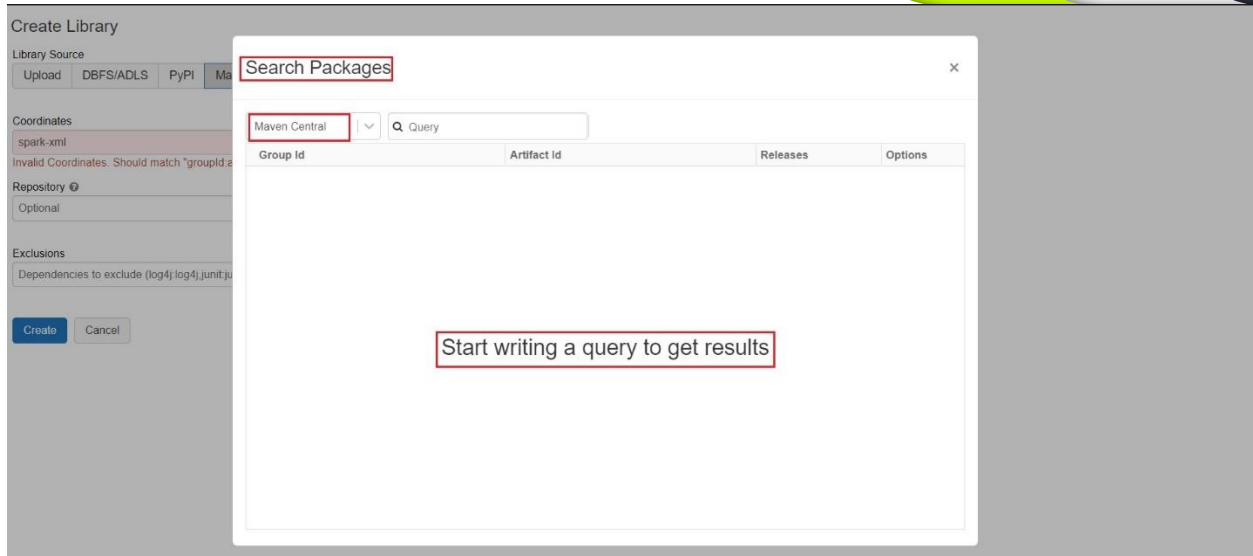 Create Library
Library Source
Upload DBFS/ADLS PyPI Ma
Coordinates
spark-xml
Invalid Coordinates. Should match "groupId:a
Repository
Optional
Exclusions
Dependencies to exclude (log4j:log4j,junit:ju
Create Cancel
Search Packages
Maven Central Query
Group Id Artifact Id Releases Options
Start writing a query to get results